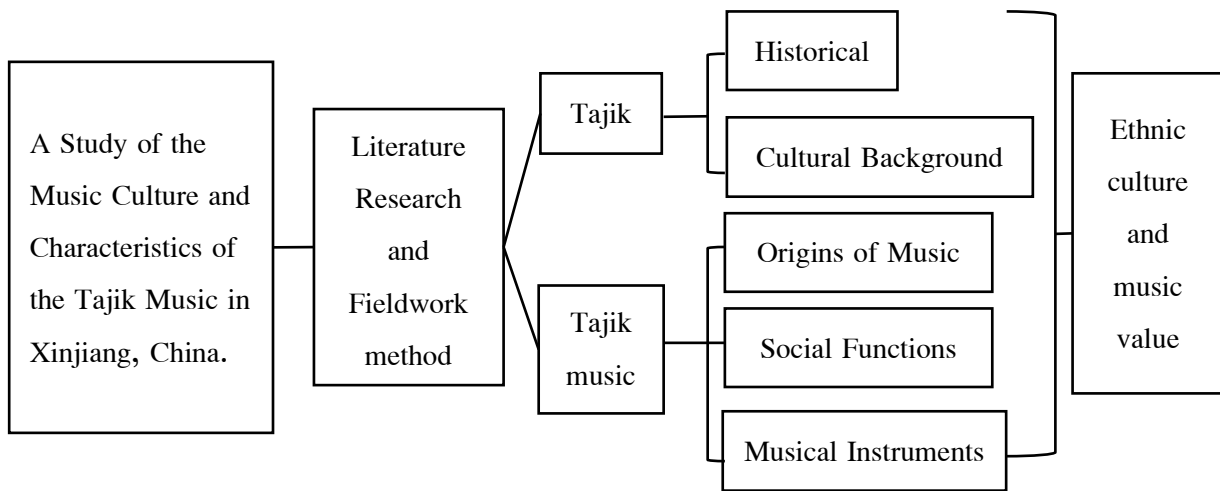 A Study of the
Music Culture and
Characteristics of
the Tajik Music in
Xinjiang, China.
Literature
Research
and
Fieldwork
method
Tajik
Tajik
music
Historical
Cultural Background
Origins of Music
Social Functions
Musical Instruments
Ethnic
culture
and
music
value